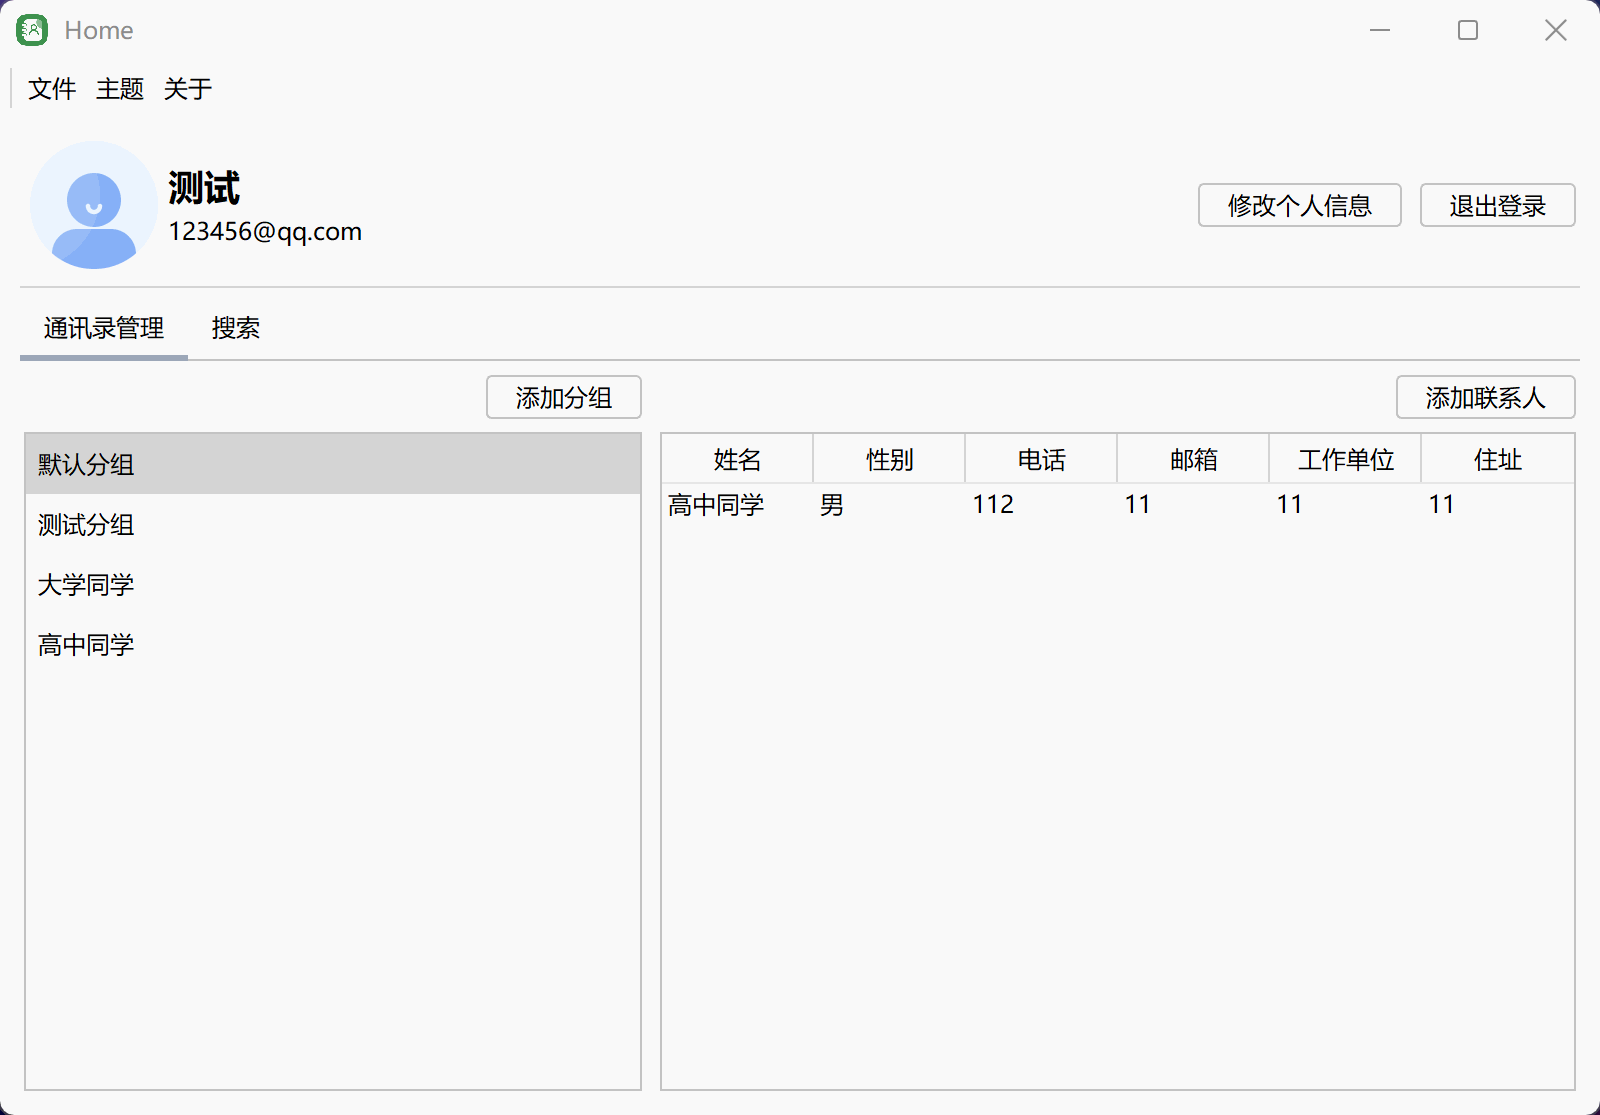 Home
文件 主题 关于
测试
123456@qq.com
修改个人信息 退出登录
通讯录管理 搜索
添加分组 添加联系人
默认分组
测试分组
大学同学
高中同学
姓名 性别 电话 邮箱 工作单位 住址
高中同学 男 112 11 11 11